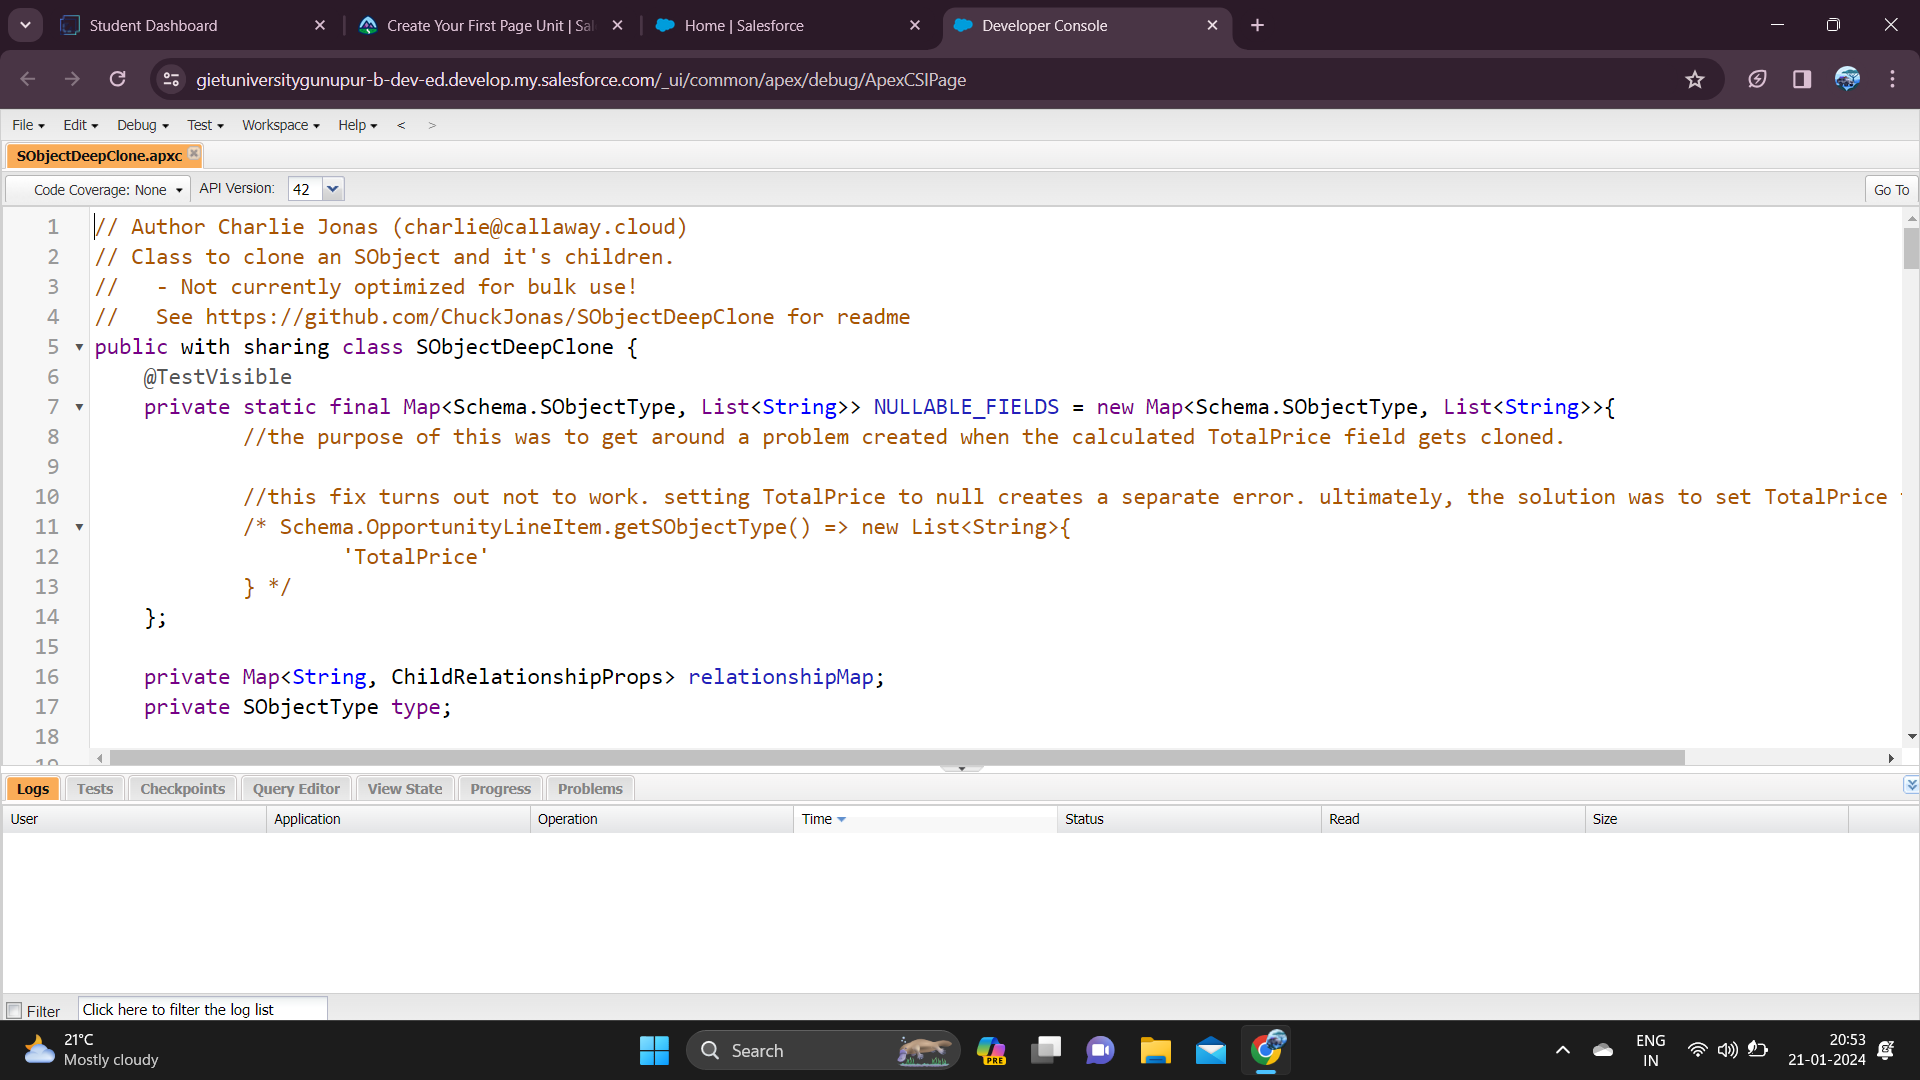 Student Dashboard
Create Your First Page Unit | Sal
Home | Salesforce
Developer Console
gietuniversitygunupur-b-dev-ed.develop.my.salesforce.com/_ui/common/apex/debug/ApexCSIPage
File Edit Debug Test Workspace Help < >
SObjectDeepClone.apxc
Code Coverage: None API Version: 42 Go To
1 // Author Charlie Jonas (charlie@callaway.cloud)
2 // Class to clone an SObject and it's children.
3 //   - Not currently optimized for bulk use!
4 //   See https://github.com/ChuckJonas/SObjectDeepClone for readme
5 public with sharing class SObjectDeepClone {
6     @TestVisible
7     private static final Map<Schema.SObjectType, List<String>> NULLABLE_FIELDS = new Map<Schema.SObjectType, List<String>>{
8             //the purpose of this was to get around a problem created when the calculated TotalPrice field gets cloned.
9
10             //this fix turns out not to work. setting TotalPrice to null creates a separate error. ultimately, the solution was to set TotalPrice
11             /* Schema.OpportunityLineItem.getSObjectType() => new List<String>{
12                     'TotalPrice'
13             } */
14     };
15
16     private Map<String, ChildRelationshipProps> relationshipMap;
17     private SObjectType type;
18
Logs Tests Checkpoints Query Editor View State Progress Problems
User Application Operation Time Status Read Size
Filter Click here to filter the log list
21°C
Mostly cloudy
Search
PRE
ENG
IN
20:53
21-01-2024